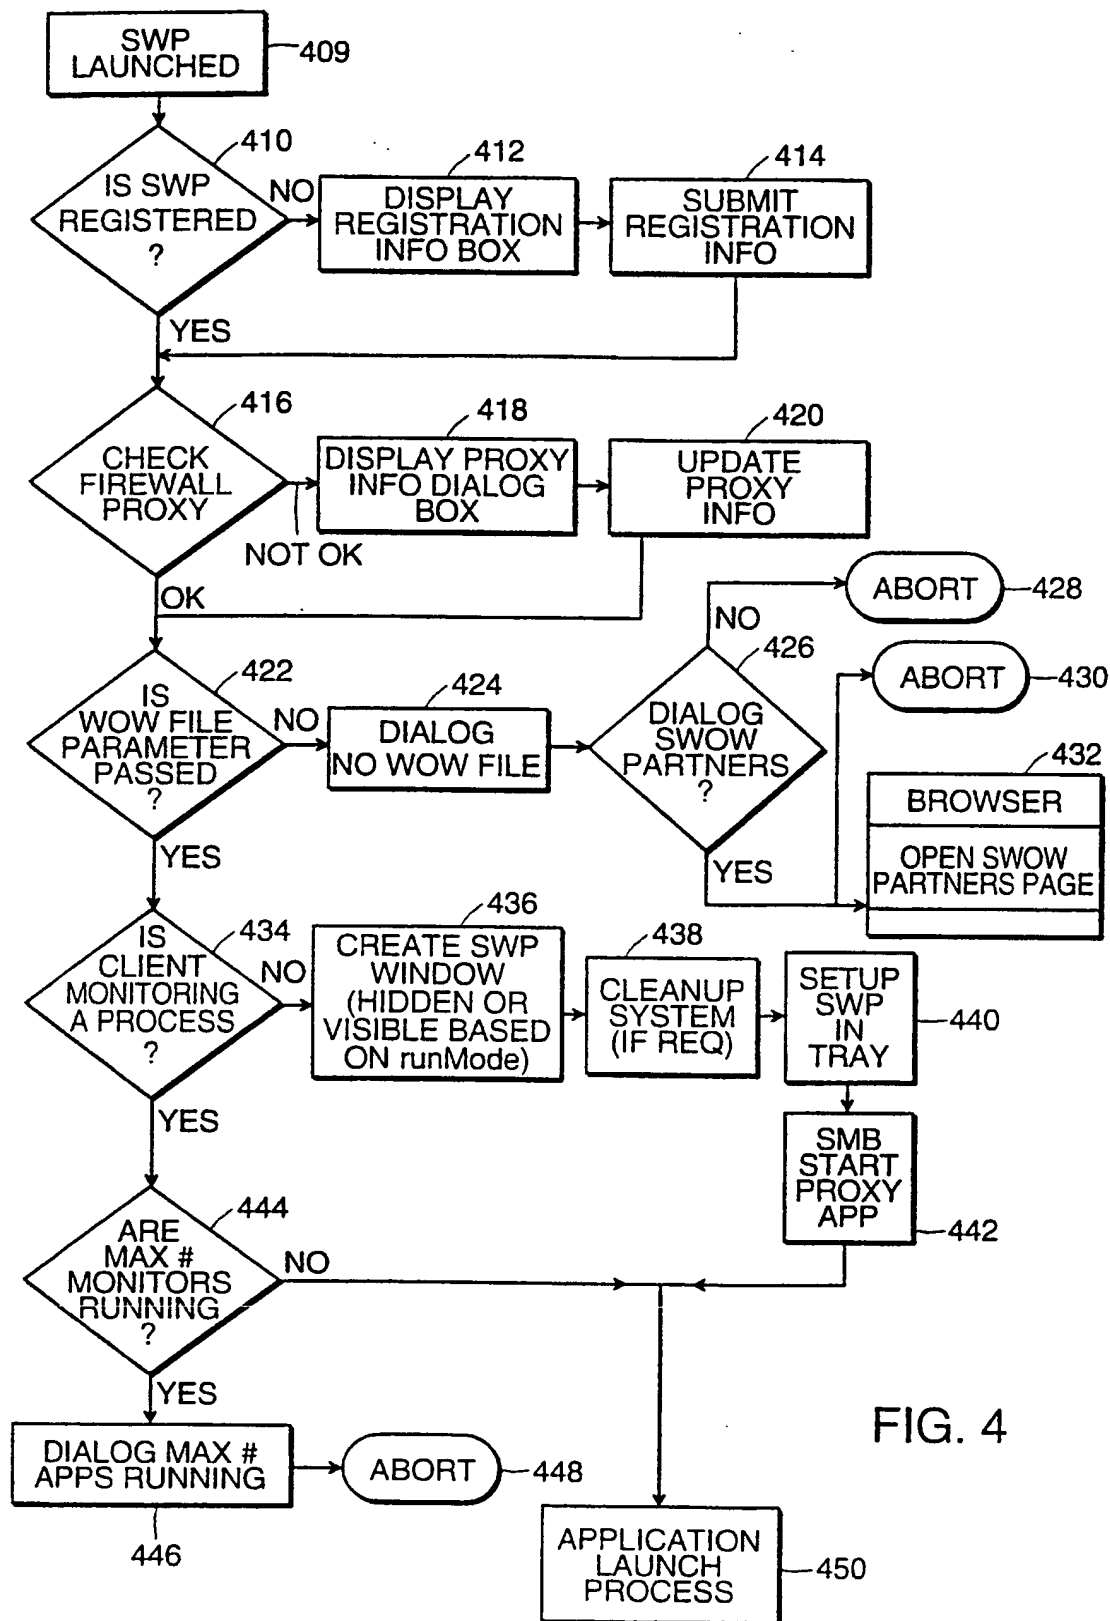 SWP
LAUNCHED
409
410
IS SWP
REGISTERED
?
NO
412
DISPLAY
REGISTRATION
INFO BOX
414
SUBMIT
REGISTRATION
INFO
YES
416
CHECK
FIREWALL
PROXY
NOT OK
418
DISPLAY PROXY
INFO DIALOG
BOX
420
UPDATE
PROXY
INFO
OK
422
IS
WOW FILE
PARAMETER
PASSED
?
NO
424
DIALOG
NO WOW FILE
426
DIALOG
SWOW
PARTNERS
?
NO
ABORT
428
ABORT
430
YES
432
BROWSER
OPEN SWOW
PARTNERS PAGE
YES
434
IS
CLIENT
MONITORING
A PROCESS
?
NO
436
CREATE SWP
WINDOW
(HIDDEN OR
VISIBLE BASED
ON runMode)
438
CLEANUP
SYSTEM
(IF REQ)
SETUP
SWP
IN
TRAY
440
SMB
START
PROXY
APP
442
YES
444
ARE
MAX #
MONITORS
RUNNING
?
NO
YES
DIALOG MAX #
APPS RUNNING
446
ABORT
448
APPLICATION
LAUNCH
PROCESS
450
FIG. 4